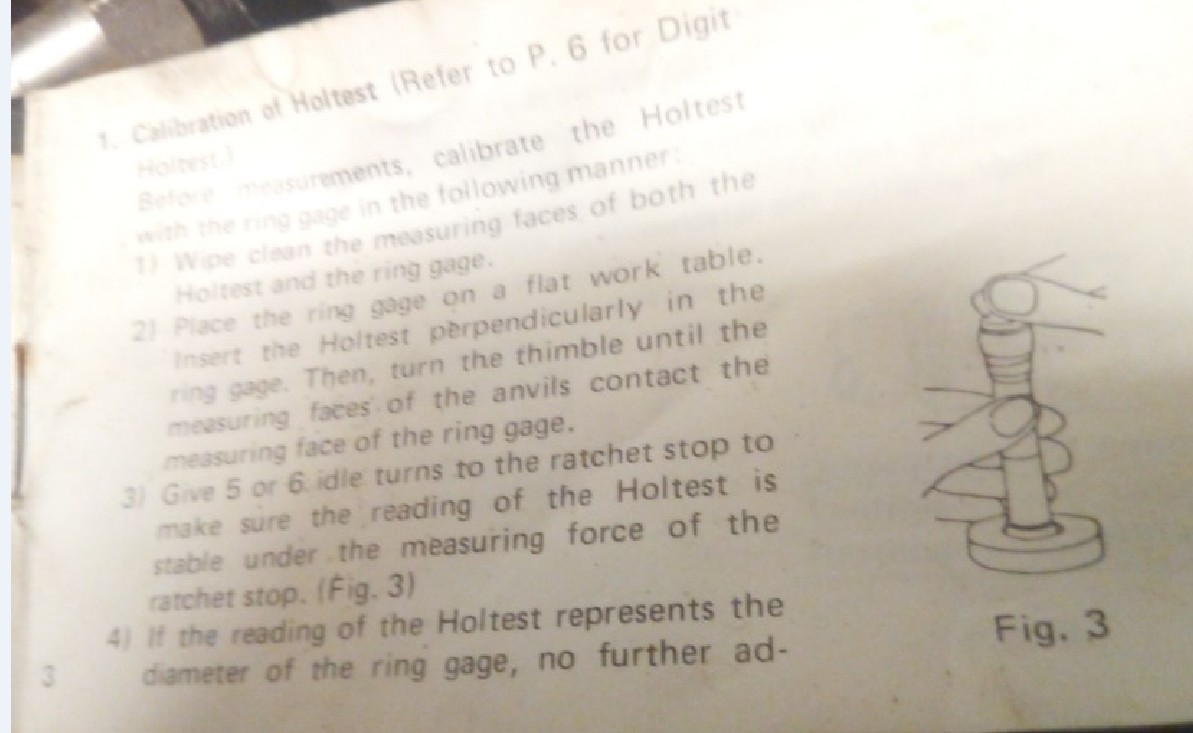 1. Calibration of Holtest (Refer to P. 6 for Digit
Holtest.)
Before measurements, calibrate the Holtest
with the ring gage in the following manner:
1) Wipe clean the measuring faces of both the
Holtest and the ring gage.
2) Place the ring gage on a flat work table.
Insert the Holtest perpendicularly in the
ring gage. Then, turn the thimble until the
measuring faces of the anvils contact the
measuring face of the ring gage.
3) Give 5 or 6 idle turns to the ratchet stop to
make sure the reading of the Holtest is
stable under the measuring force of the
ratchet stop. (Fig. 3)
4) If the reading of the Holtest represents the
diameter of the ring gage, no further ad-
3
Fig. 3